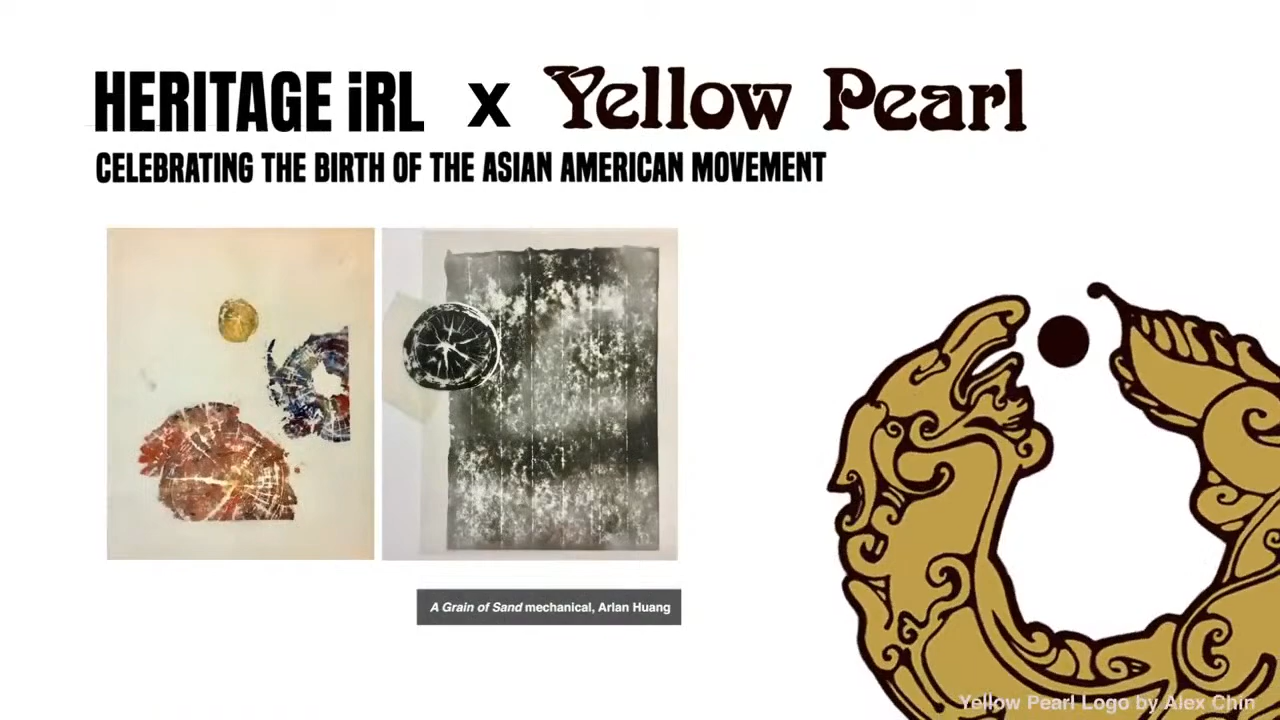 HERITAGE iRL x Yellow Pearl
CELEBRATING THE BIRTH OF THE ASIAN AMERICAN MOVEMENT
A Grain of Sand mechanical, Arlan Huang
Yellow Pearl Logo by Alex Chin